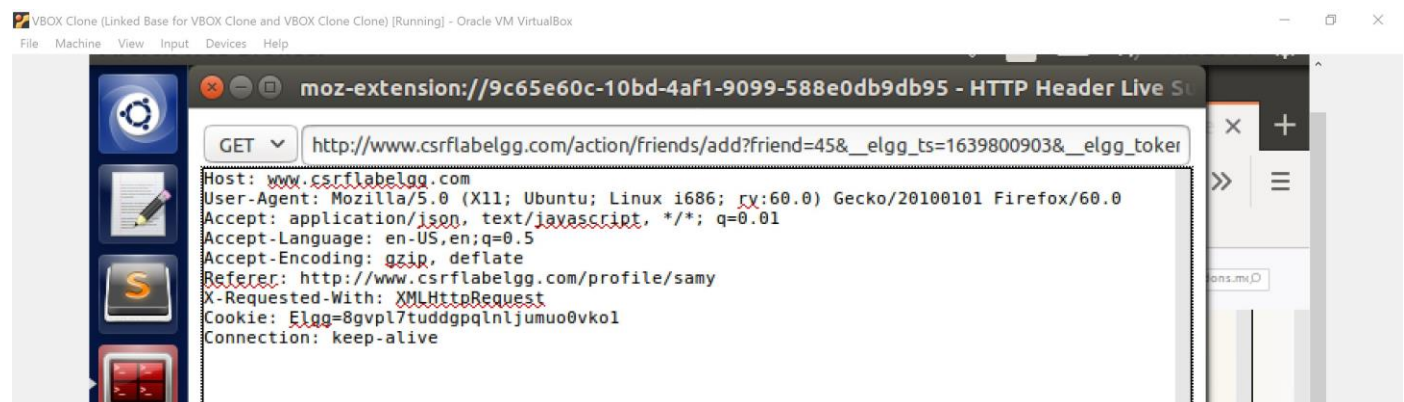 VBOX Clone (Linked Base for VBOX Clone and VBOX Clone Clone) [Running] - Oracle VM VirtualBox
File Machine View Input Devices Help
moz-extension://9c65e60c-10bd-4af1-9099-588e0db9db95 - HTTP Header Live Su
GET http://www.csrflabelgg.com/action/friends/add?friend=45&__elgg_ts=1639800903&__elgg_token
Host: www.csrflabelgg.com
User-Agent: Mozilla/5.0 (X11; Ubuntu; Linux i686; rv:60.0) Gecko/20100101 Firefox/60.0
Accept: application/json, text/javascript, */*; q=0.01
Accept-Language: en-US,en;q=0.5
Accept-Encoding: gzip, deflate
Referer: http://www.csrflabelgg.com/profile/samy
X-Requested-With: XMLHttpRequest
Cookie: Elgg=8gvpl7tuddgpqlnljumuo0vko1
Connection: keep-alive